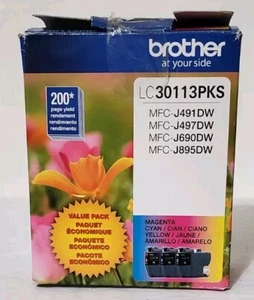 brother
at your side
LC30113PKS
200*
page yield
rendement
rendimiento
rendimento
MFC-J491DW
MFC-J497DW
MFC-J690DW
MFC-J895DW
VALUE PACK
PAQUET
ÉCONOMIQUE
PAQUETE
ECONÓMICO
PACOTE
ECONÔMICO
MAGENTA
CYAN / CIAN / CIANO
YELLOW / JAUNE /
AMARILLO / AMARELO